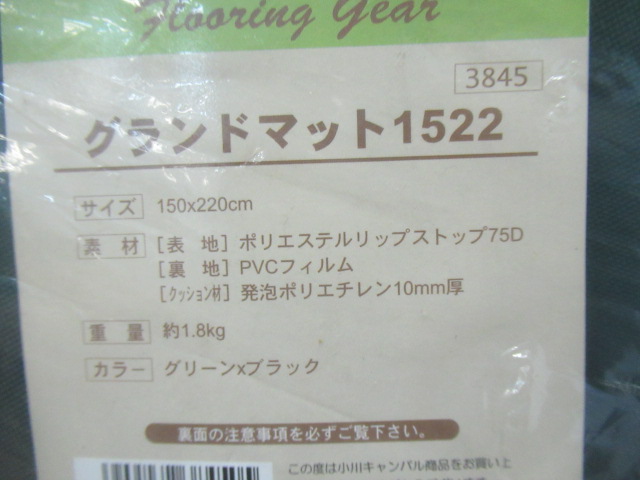 Flooring Gear
3845
グランドマット1522
サイズ 150x220cm
素材 [表 地] ポリエステルリップストップ75D
[裏 地] PVCフィルム
[クッション材] 発泡ポリエチレン10mm厚
重量 約1.8kg
カラー グリーンxブラック
裏面の注意事項を必ずご覧下さい。
この度は小川キャンパル商品をお買い上